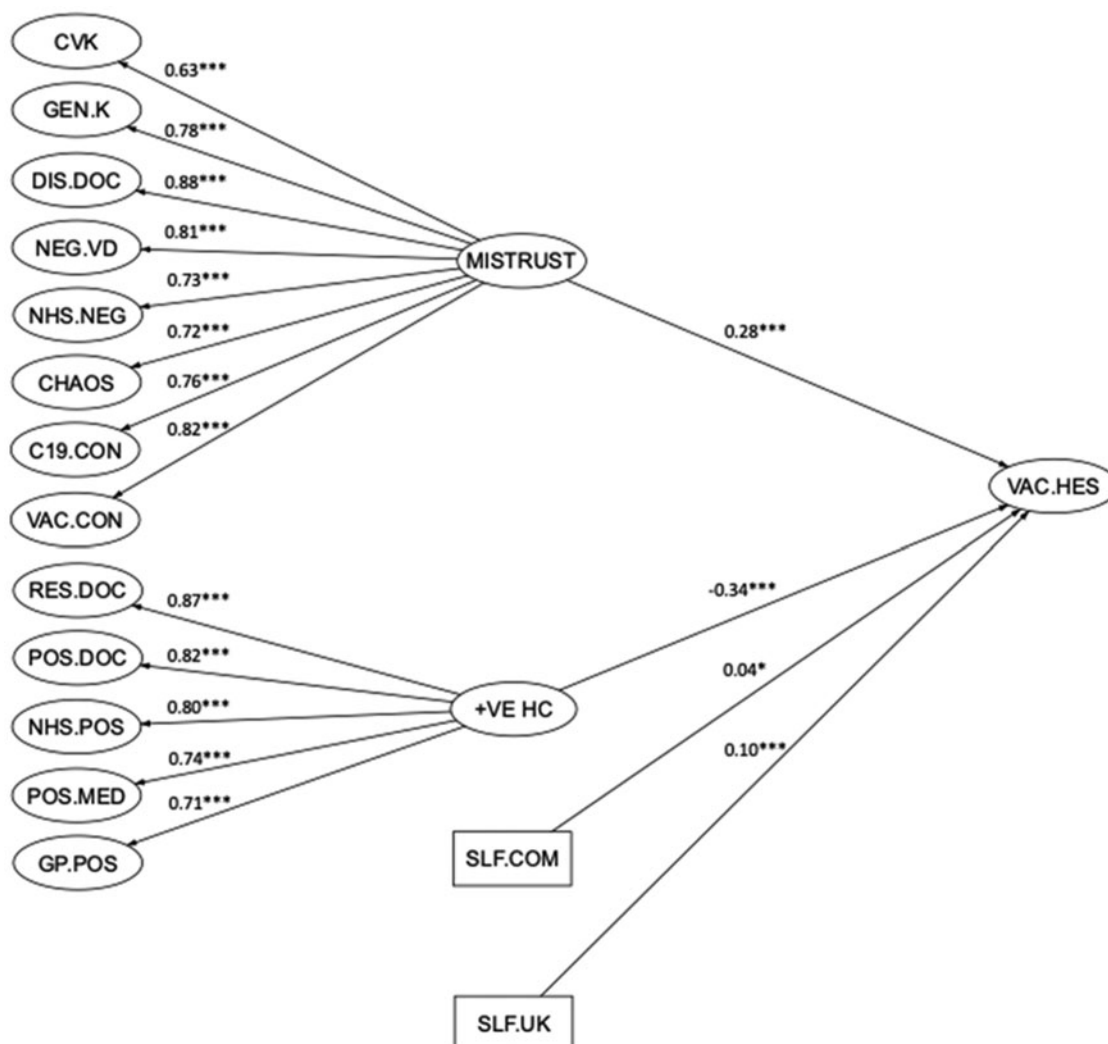 CVK
0.63***
GEN.K
0.78***
DIS.DOC
0.88***
NEG.VD
0.81***
NHS.NEG
0.73***
CHAOS
0.72***
C19.CON
0.76***
VAC.CON
0.82***
MISTRUST
0.28***
VAC.HES
RES.DOC
0.87***
POS.DOC
0.82***
NHS.POS
0.80***
POS.MED
0.74***
GP.POS
0.71***
+VE HC
-0.34***
0.04*
0.10***
SLF.COM
SLF.UK